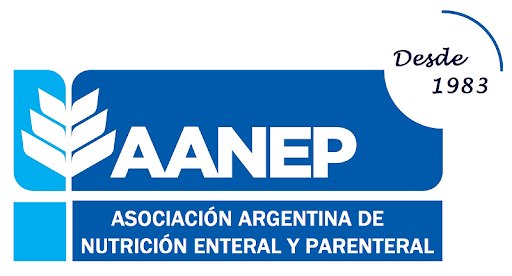 Desde
1983
AANEP
ASOCIACIÓN ARGENTINA DE
NUTRICIÓN ENTERAL Y PARENTERAL